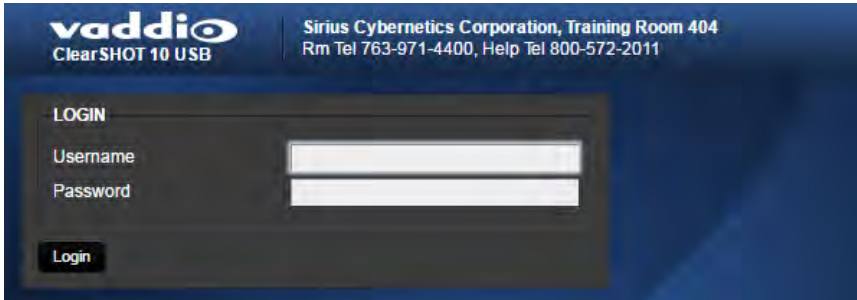 vaddio
ClearSHOT 10 USB
Sirius Cybernetics Corporation, Training Room 404
Rm Tel 763-971-4400, Help Tel 800-572-2011
LOGIN
Username
Password
Login